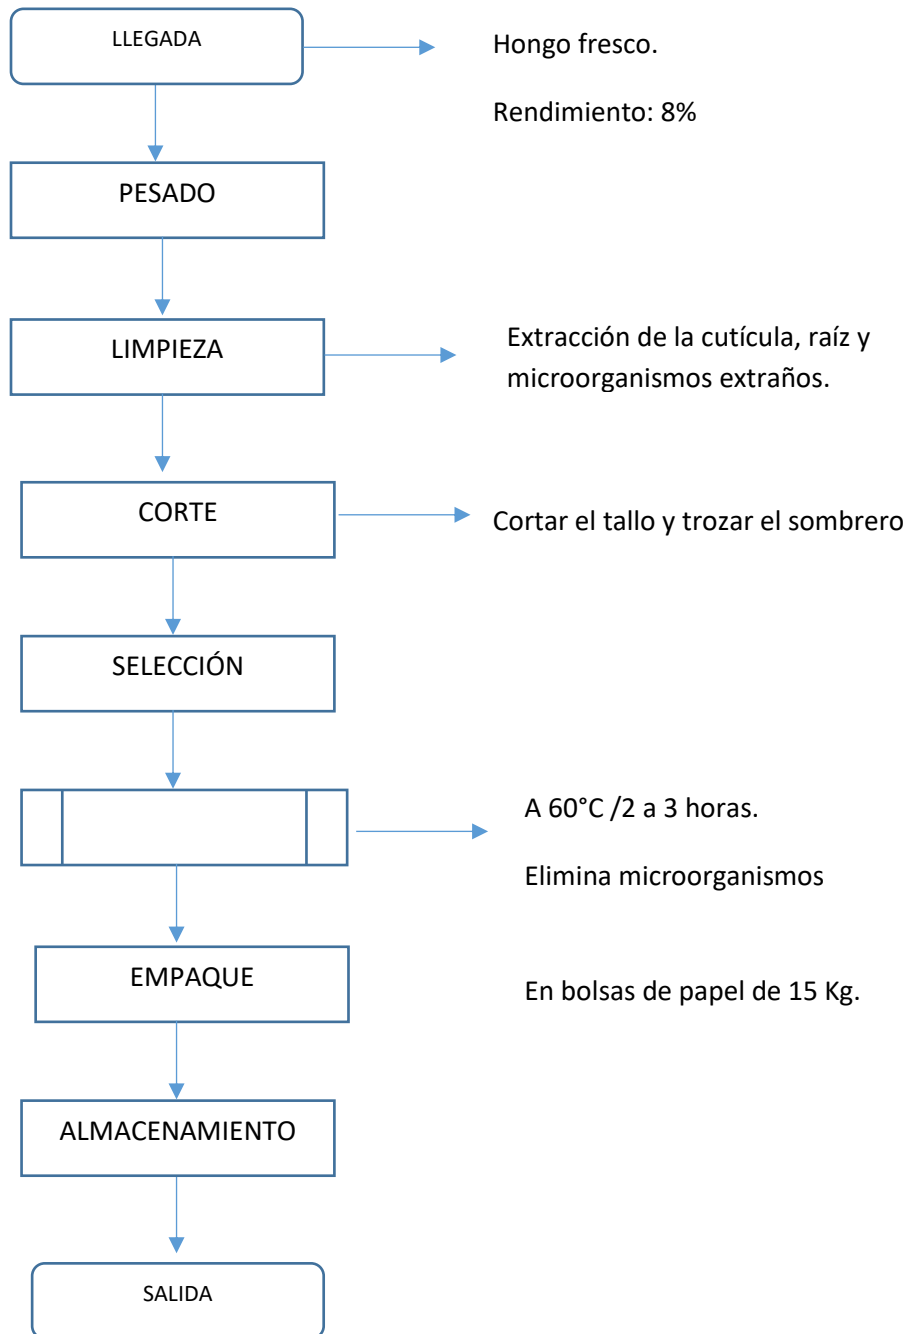 LLEGADA
Hongo fresco.
Rendimiento: 8%
PESADO
LIMPIEZA
Extracción de la cutícula, raíz y
microorganismos extraños.
CORTE
Cortar el tallo y trozar el sombrero
SELECCIÓN
A 60°C /2 a 3 horas.
Elimina microorganismos
EMPAQUE
En bolsas de papel de 15 Kg.
ALMACENAMIENTO
SALIDA